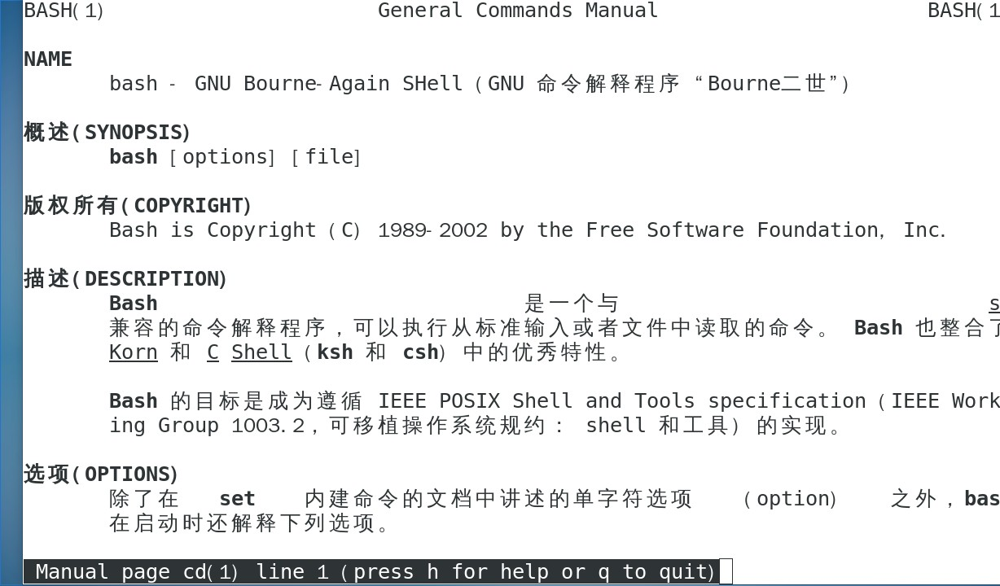 BASH(1) General Commands Manual BASH(1
NAME
bash - GNU Bourne-Again SHell (GNU 命令解释程序 “Bourne二世”)
概述(SYNOPSIS)
bash [options] [file]
版权所有(COPYRIGHT)
Bash is Copyright (C) 1989-2002 by the Free Software Foundation, Inc.
描述(DESCRIPTION)
Bash 是一个与 s
兼容的命令解释程序，可以执行从标准输入或者文件中读取的命令。 Bash 也整合了
Korn 和 C Shell (ksh 和 csh) 中的优秀特性。
Bash 的目标是成为遵循 IEEE POSIX Shell and Tools specification (IEEE Work
ing Group 1003.2，可移植操作系统规约： shell 和工具) 的实现。
选项(OPTIONS)
除了在 set 内建命令的文档中讲述的单字符选项 (option) 之外，bas
在启动时还解释下列选项。
Manual page cd(1) line 1 (press h for help or q to quit)